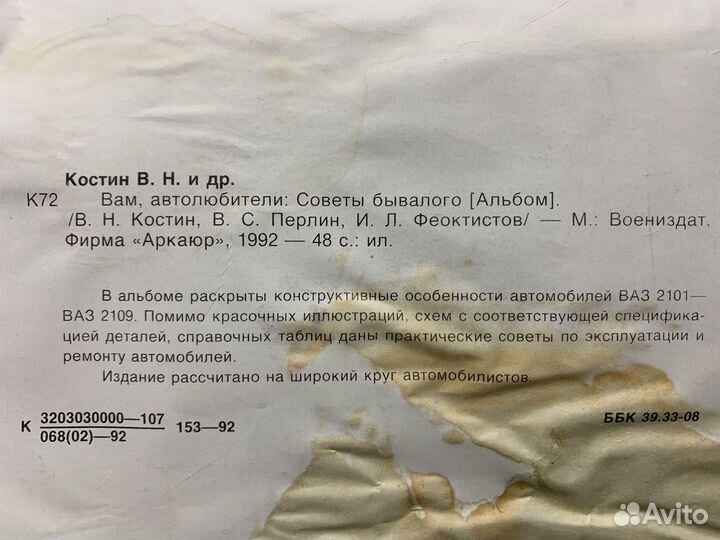 Костин В. Н. и др.
К72 Вам, автолюбители: Советы бывалого [Альбом].
/В. Н. Костин, В. С. Перлин, И. Л. Феоктистов/ — М.: Воениздат,
Фирма «Аркаюр», 1992 — 48 с.: ил.
В альбоме раскрыты конструктивные особенности автомобилей ВАЗ 2101—
ВАЗ 2109. Помимо красочных иллюстраций, схем с соответствующей специфика-
цией деталей, справочных таблиц даны практические советы по эксплуатации и
ремонту автомобилей.
Издание рассчитано на широкий круг автомобилистов.
К 3203030000—107
068(02)—92
153—92
ББК 39.33-08
Avito